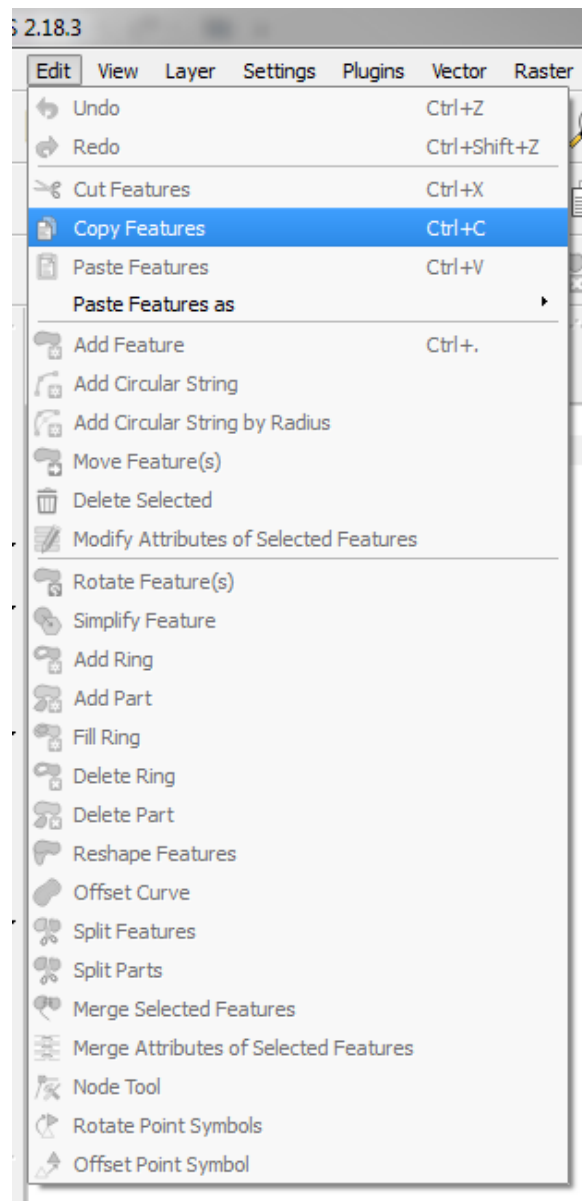 2.18.3
Edit View Layer Settings Plugins Vector Raster
Undo Ctrl+Z
Redo Ctrl+Shift+Z
Cut Features Ctrl+X
Copy Features Ctrl+C
Paste Features Ctrl+V
Paste Features as
Add Feature Ctrl+.
Add Circular String
Add Circular String by Radius
Move Feature(s)
Delete Selected
Modify Attributes of Selected Features
Rotate Feature(s)
Simplify Feature
Add Ring
Add Part
Fill Ring
Delete Ring
Delete Part
Reshape Features
Offset Curve
Split Features
Split Parts
Merge Selected Features
Merge Attributes of Selected Features
Node Tool
Rotate Point Symbols
Offset Point Symbol